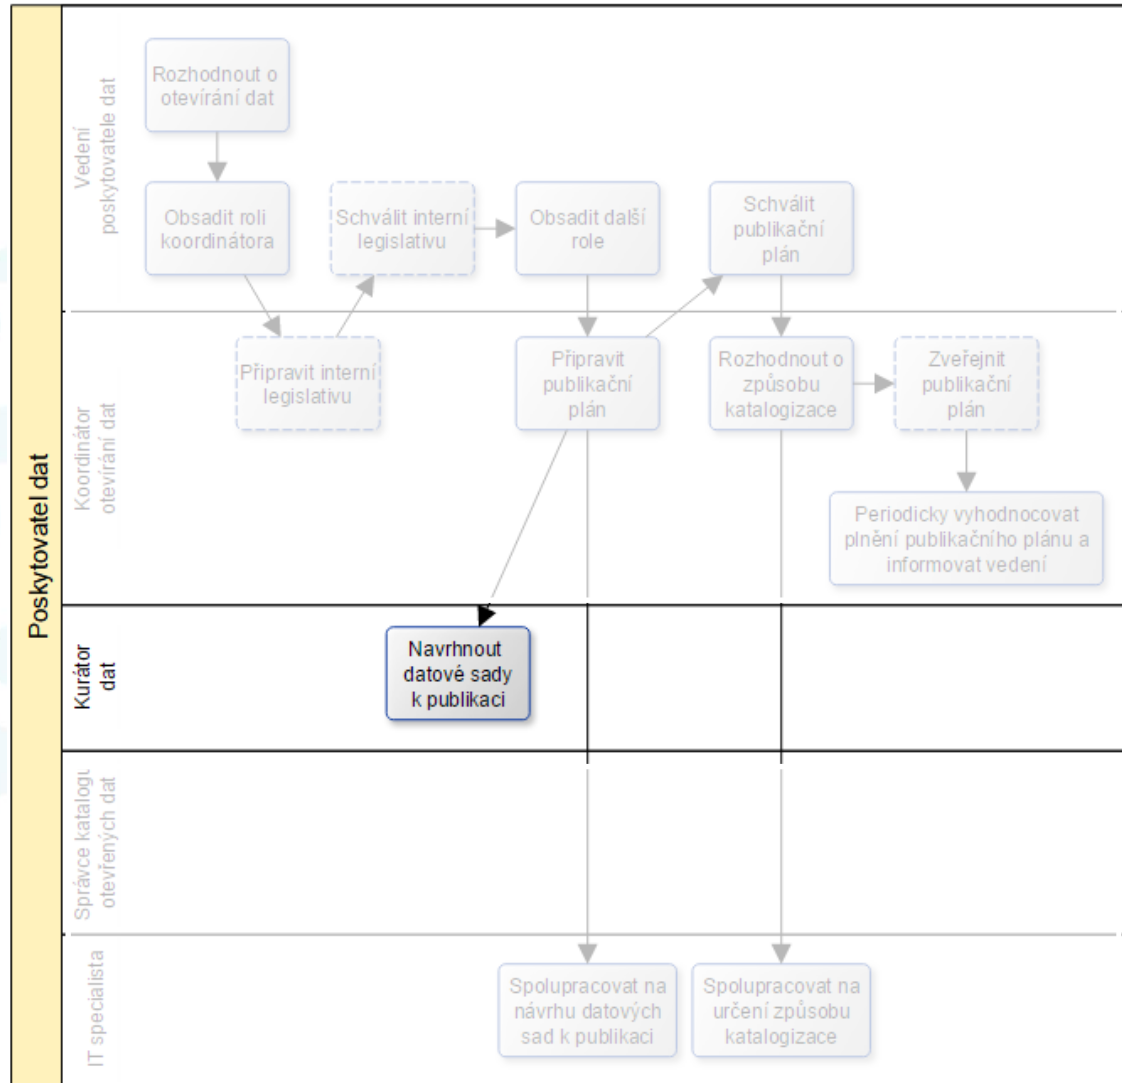 Poskytovatel dat
Vedení
poskytovatele dat
Rozhodnout o
otevírání dat
Obsadit roli
koordinátora
Schválit interní
legislativu
Obsadit další
role
Schválit
publikační
plán
Koordinátor
otevírání dat
Připravit interní
legislativu
Připravit
publikační
plán
Rozhodnout o
způsobu
katalogizace
Zveřejnit
publikační
plán
Periodicky vyhodnocovat
plnění publikačního plánu a
informovat vedení
Kurátor
dat
Navrhnout
datové sady
k publikaci
Správce katalogu
otevřených dat
IT specialista
Spolupracovat na
návrhu datových
sad k publikaci
Spolupracovat na
určení způsobu
katalogizace